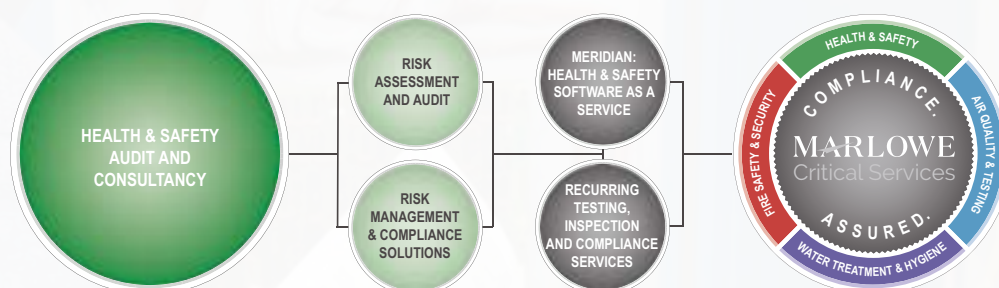 HEALTH & SAFETY
AUDIT AND
CONSULTANCY
RISK
ASSESSMENT
AND AUDIT
RISK
MANAGEMENT
& COMPLIANCE
SOLUTIONS
MERIDIAN:
HEALTH & SAFETY
SOFTWARE AS A
SERVICE
RECURRING
TESTING,
INSPECTION
AND COMPLIANCE
SERVICES
HEALTH & SAFETY
FIRE SAFETY & SECURITY
AIR QUALITY & TESTING
COMPLIANCE.
MARLOWE
Critical Services
ASSURED.
WATER TREATMENT & HYGIENE